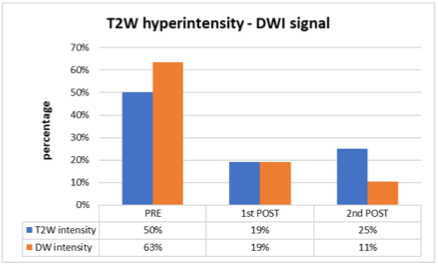 T2W hyperintensity - DWI signal
percentage
70%
60%
50%
40%
30%
20%
10%
0%
PRE 1st POST 2nd POST
T2W intensity 50% 19% 25%
DW intensity 63% 19% 11%